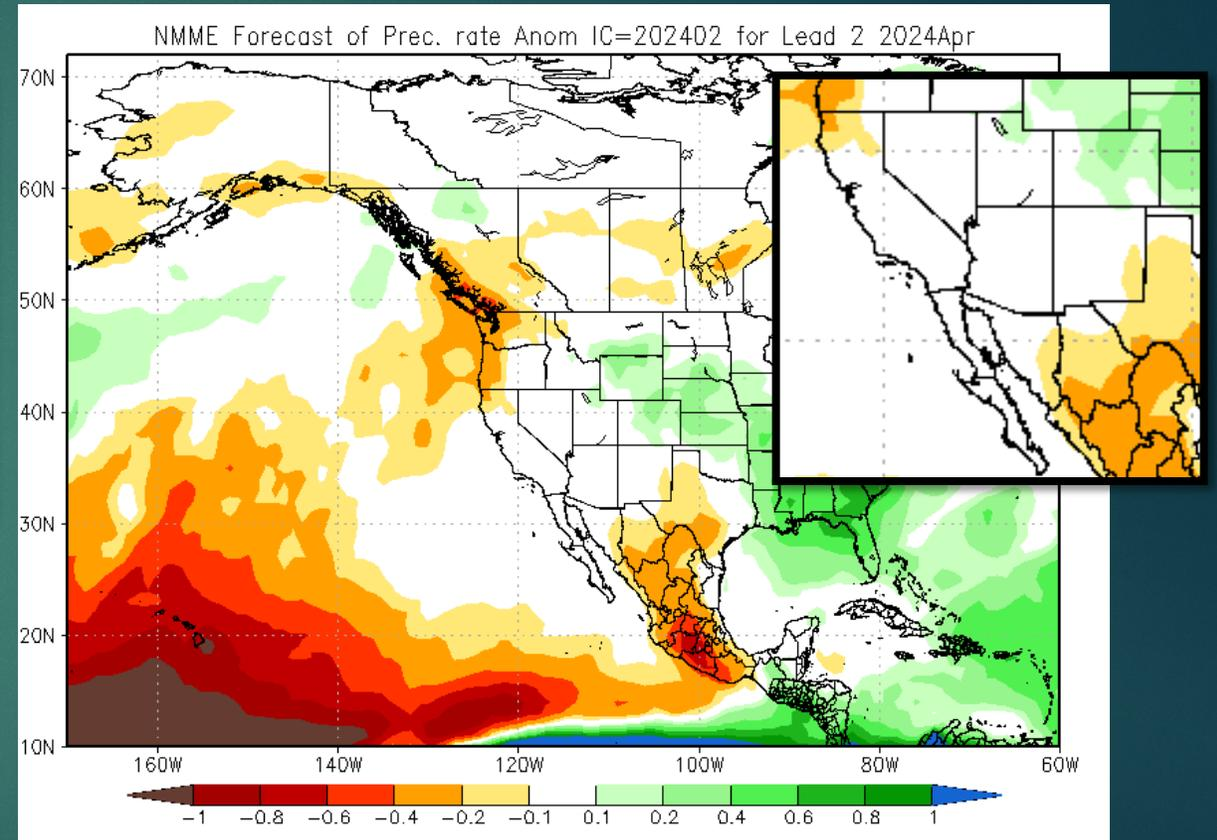 NMME Forecast of Prec. rate Anom IC=202402 for Lead 2 2024Apr
70N
60N
50N
40N
30N
20N
10N
160W 140W 120W 100W 80W 60W
−1 −0.8 −0.6 −0.4 −0.2 −0.1 0.1 0.2 0.4 0.6 0.8 1